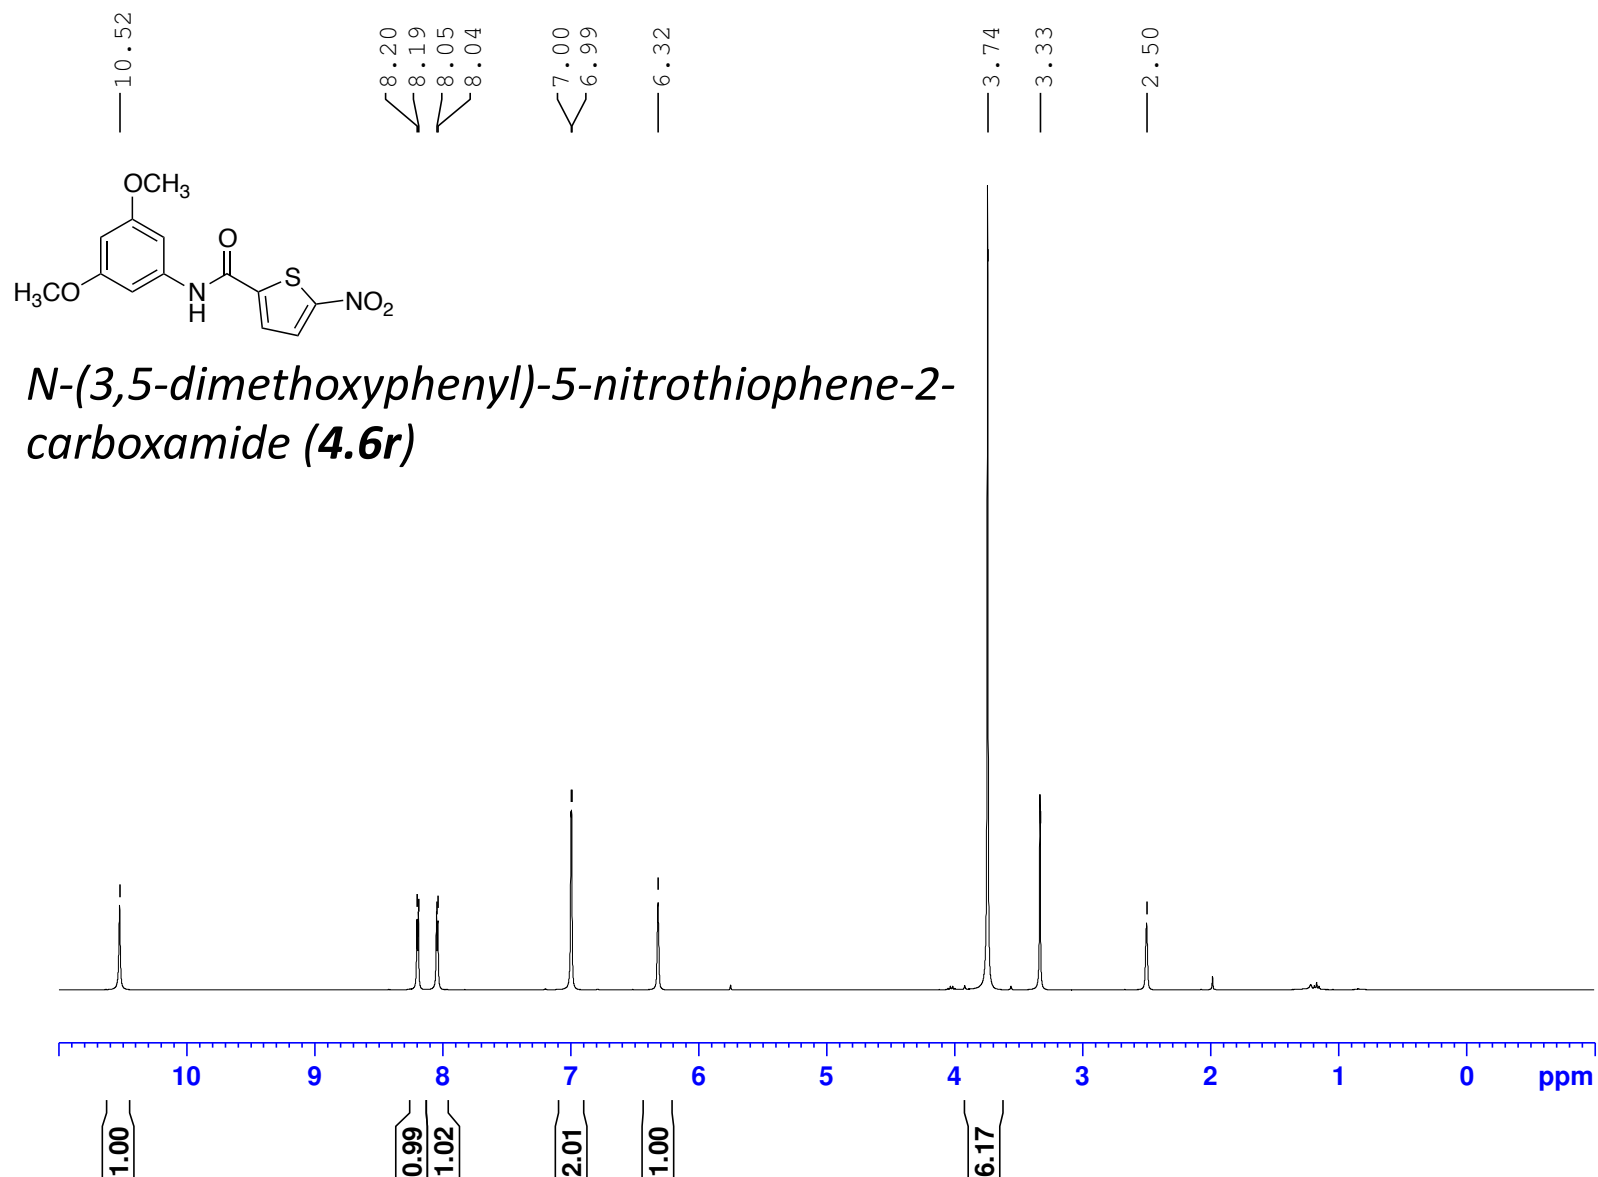 10.52
8.20
8.19
8.05
8.04
7.00
6.99
6.32
3.74
3.33
2.50
OCH3
O
S
H3CO
N
H
NO2
N-(3,5-dimethoxyphenyl)-5-nitrothiophene-2-
carboxamide (4.6r)
10 9 8 7 6 5 4 3 2 1 0 ppm
1.00
0.99
1.02
2.01
1.00
6.17